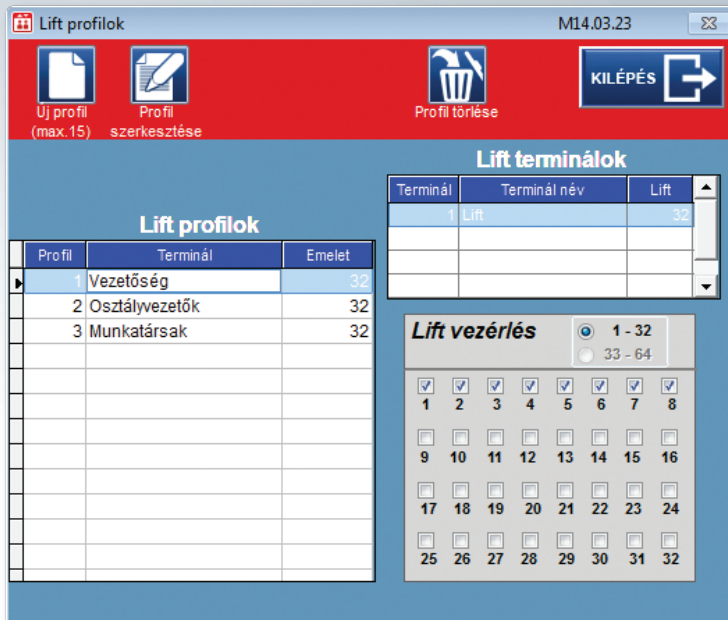 Lift profilok M14.03.23
Új profil
(max.15)
Profil
szerkesztése
Profil törlése
KILÉPÉS
Lift terminálok
Terminál Terminál név Lift
1 Lift 32
Lift profilok
Profil Terminál Emelet
1 Vezetőség 32
2 Osztályvezetők 32
3 Munkatársak 32
Lift vezérlés
1 - 32
33 - 64
1 2 3 4 5 6 7 8
9 10 11 12 13 14 15 16
17 18 19 20 21 22 23 24
25 26 27 28 29 30 31 32